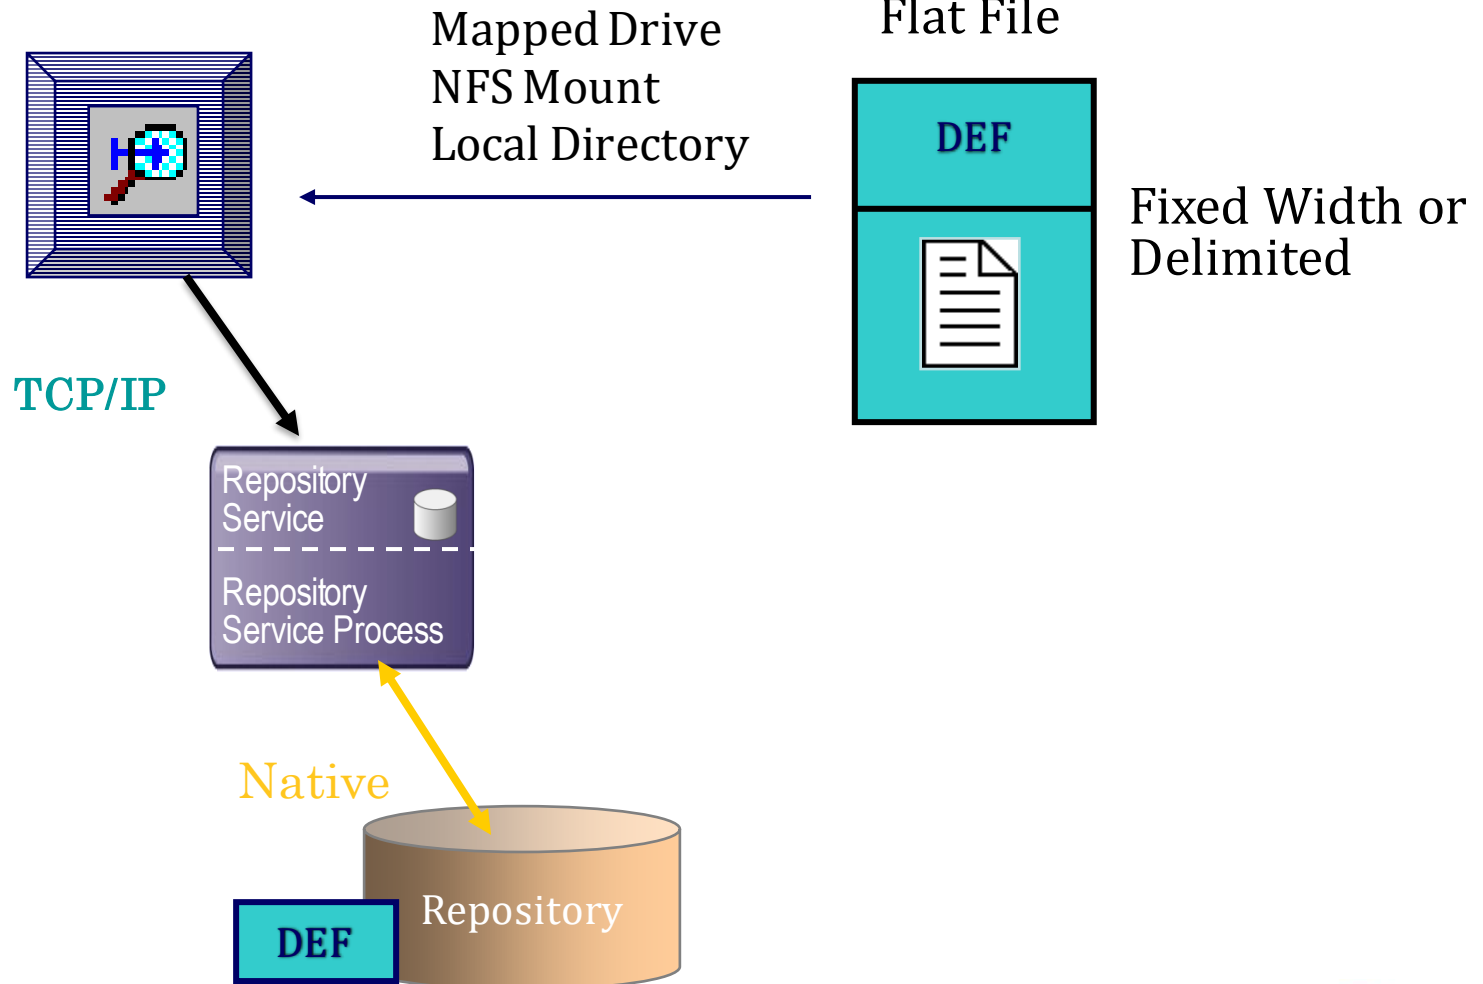 Flat File
Mapped Drive
NFS Mount
Local Directory
DEF
Fixed Width or
Delimited
TCP/IP
Repository
Service
Repository
Service Process
Native
Repository
DEF